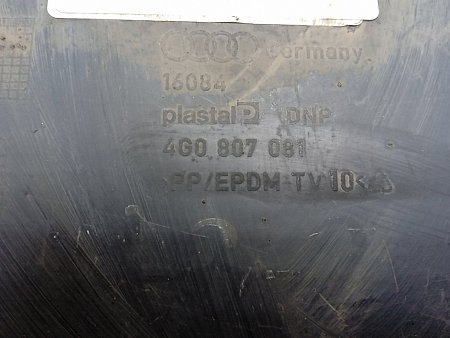 Germany
16084
plastal DNP
4G0 807 081
PP/EPDM-TV10